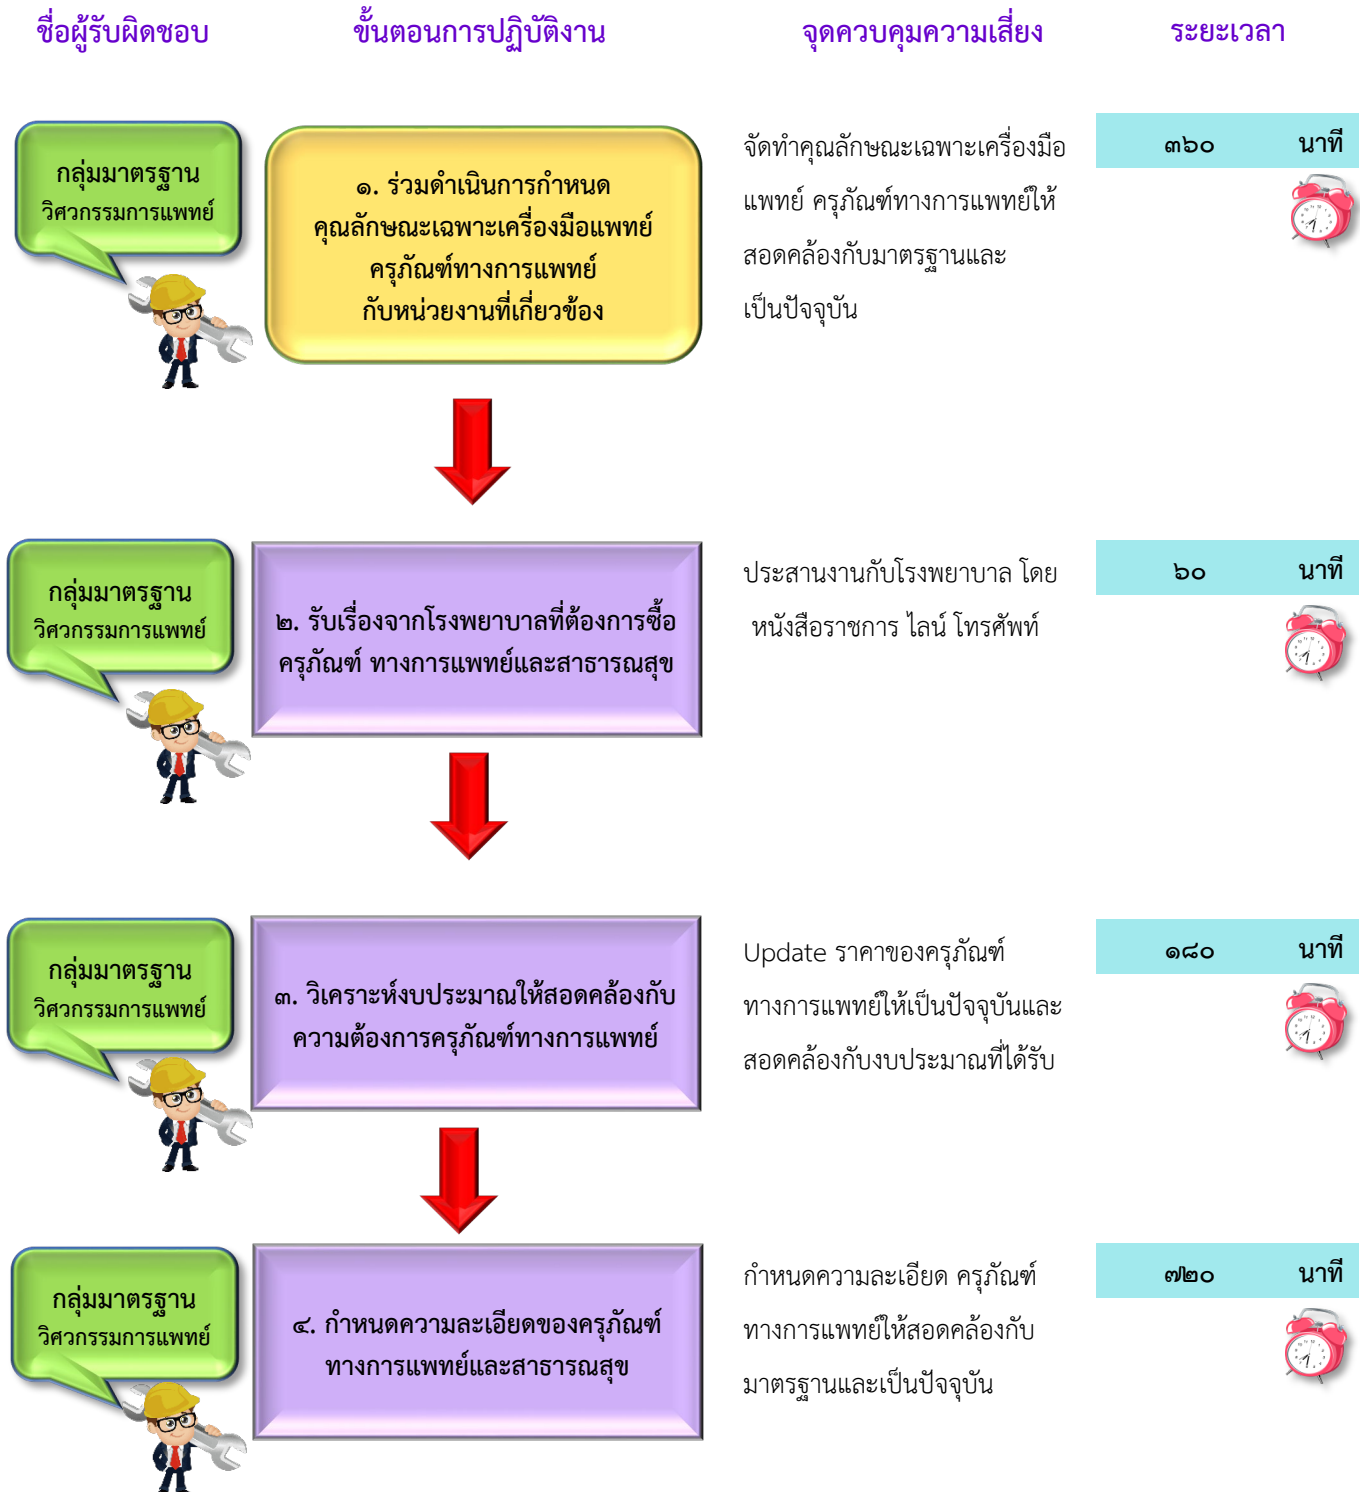 ชื่อผู้รับผิดชอบ ขั้นตอนการปฏิบัติงาน จุดควบคุมความเสี่ยง ระยะเวลา
กลุ่มมาตรฐาน
วิศวกรรมการแพทย์
๑. ร่วมดำเนินการกำหนด
คุณลักษณะเฉพาะเครื่องมือแพทย์
ครุภัณฑ์ทางการแพทย์
กับหน่วยงานที่เกี่ยวข้อง
จัดทำคุณลักษณะเฉพาะเครื่องมือ
แพทย์ ครุภัณฑ์ทางการแพทย์ให้
สอดคล้องกับมาตรฐานและ
เป็นปัจจุบัน
๓๖๐ นาที
กลุ่มมาตรฐาน
วิศวกรรมการแพทย์
๒. รับเรื่องจากโรงพยาบาลที่ต้องการซื้อ
ครุภัณฑ์ ทางการแพทย์และสาธารณสุข
ประสานงานกับโรงพยาบาล โดย
หนังสือราชการ ไลน์ โทรศัพท์
๖๐ นาที
กลุ่มมาตรฐาน
วิศวกรรมการแพทย์
๓. วิเคราะห์งบประมาณให้สอดคล้องกับ
ความต้องการครุภัณฑ์ทางการแพทย์
Update ราคาของครุภัณฑ์
ทางการแพทย์ให้เป็นปัจจุบันและ
สอดคล้องกับงบประมาณที่ได้รับ
๑๘๐ นาที
กลุ่มมาตรฐาน
วิศวกรรมการแพทย์
๔. กำหนดความละเอียดของครุภัณฑ์
ทางการแพทย์และสาธารณสุข
กำหนดความละเอียด ครุภัณฑ์
ทางการแพทย์ให้สอดคล้องกับ
มาตรฐานและเป็นปัจจุบัน
๗๒๐ นาที